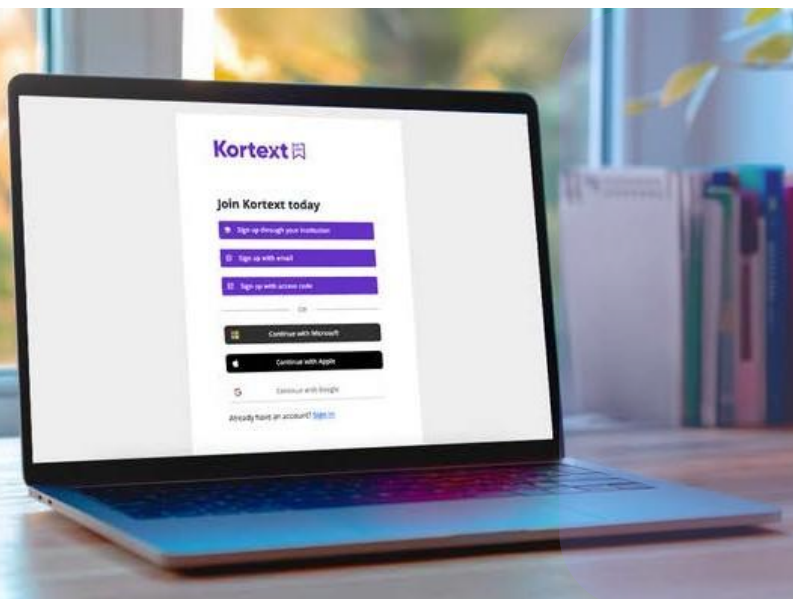 Kortext
Join Kortext today
Sign up through your institution
Sign up with email
Sign up with access code
OR
Continue with Microsoft
Continue with Apple
Continue with Google
Already have an account? Sign in